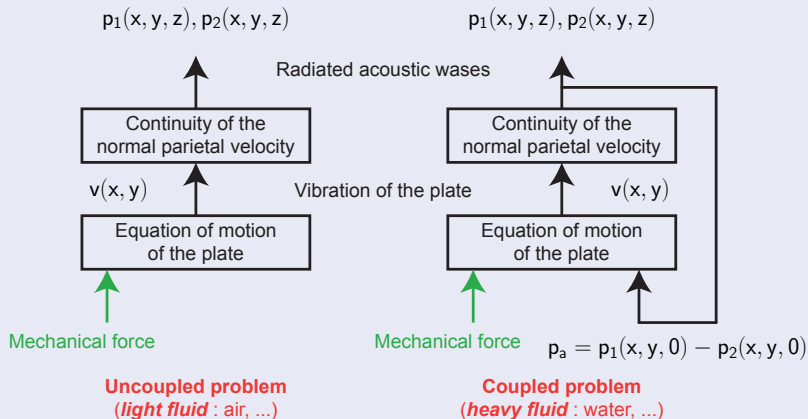 p₁(x, y, z), p₂(x, y, z)
p₁(x, y, z), p₂(x, y, z)
Radiated acoustic wases
Continuity of the
normal parietal velocity
Continuity of the
normal parietal velocity
v(x, y)
Vibration of the plate
v(x, y)
Equation of motion
of the plate
Equation of motion
of the plate
Mechanical force
Mechanical force
pₐ = p₁(x, y, 0) − p₂(x, y, 0)
Uncoupled problem
(light fluid : air, ...)
Coupled problem
(heavy fluid : water, ...)